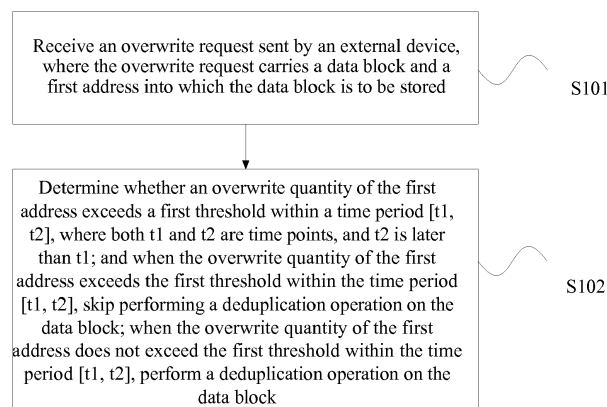 Receive an overwrite request sent by an external device,
where the overwrite request carries a data block and a
first address into which the data block is to be stored
S101
Determine whether an overwrite quantity of the first
address exceeds a first threshold within a time period [t1,
t2], where both t1 and t2 are time points, and t2 is later
than t1; and when the overwrite quantity of the first
address exceeds the first threshold within the time period
[t1, t2], skip performing a deduplication operation on the
data block; when the overwrite quantity of the first
address does not exceed the first threshold within the time
period [t1, t2], perform a deduplication operation on the
data block
S102